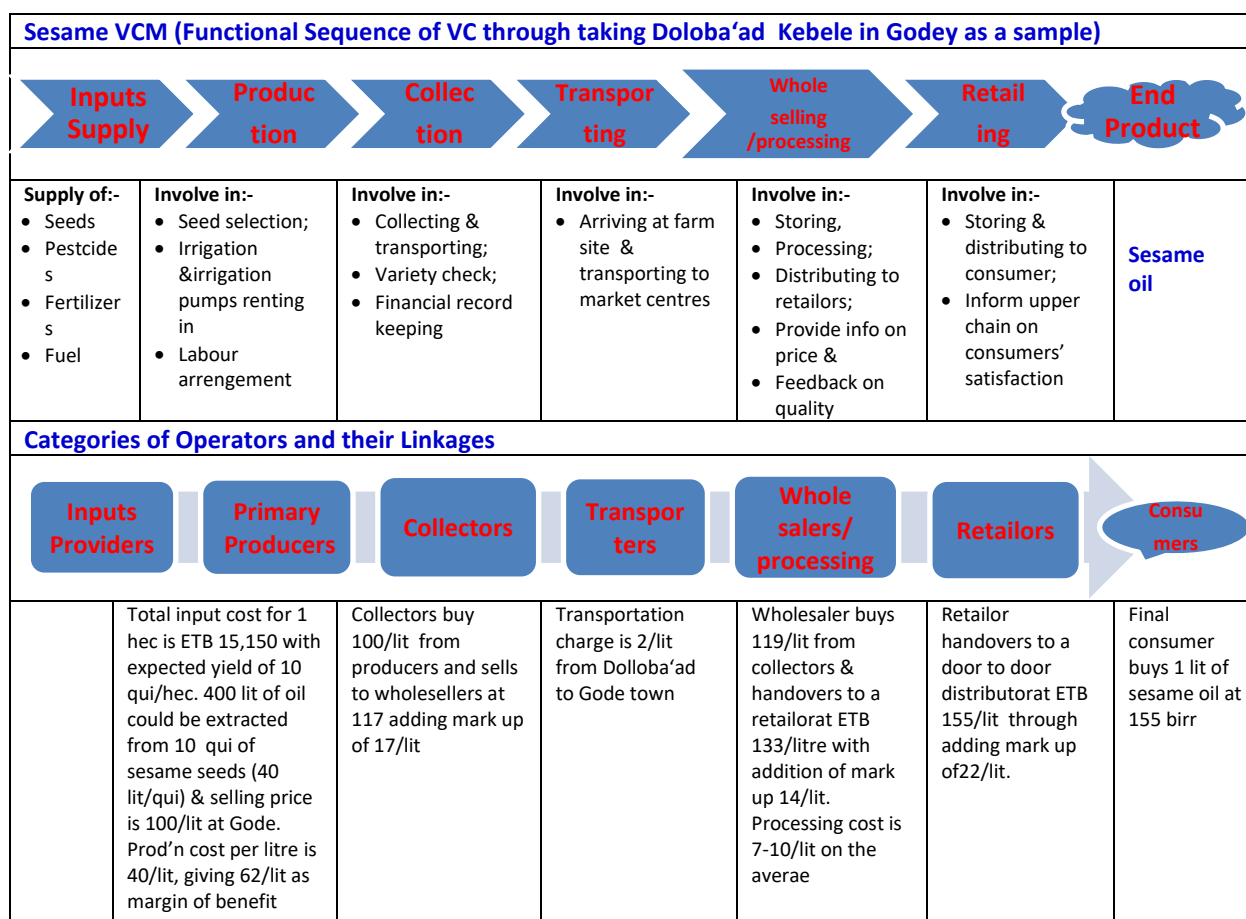 Sesame VCM (Functional Sequence of VC through taking Doloba‘ad Kebele in Godey as a sample)
Inputs
Supply
Produc
tion
Collec
tion
Transpor
ting
Whole
selling
/processing
Retail
ing
End
Product
Supply of:-
• Seeds
• Pestcide
s
• Fertilizer
s
• Fuel
Involve in:-
• Seed selection;
• Irrigation
&irrigation
pumps renting
in
• Labour
arrengement
Involve in:-
• Collecting &
transporting;
• Variety check;
• Financial record
keeping
Involve in:-
• Arriving at farm
site &
transporting to
market centres
Involve in:-
• Storing,
• Processing;
• Distributing to
retailors;
• Provide info on
price &
• Feedback on
quality
Involve in:-
• Storing &
distributing to
consumer;
• Inform upper
chain on
consumers’
satisfaction
Sesame
oil
Categories of Operators and their Linkages
Inputs
Providers
Primary
Producers
Collectors
Transpor
ters
Whole
salers/
processing
Retailors
Consu
mers
Total input cost for 1
hec is ETB 15,150 with
expected yield of 10
qui/hec. 400 lit of oil
could be extracted
from 10 qui of
sesame seeds (40
lit/qui) & selling price
is 100/lit at Gode.
Prod’n cost per litre is
40/lit, giving 62/lit as
margin of benefit
Collectors buy
100/lit from
producers and sells
to wholesellers at
117 adding mark up
of 17/lit
Transportation
charge is 2/lit
from Dolloba‘ad
to Gode town
Wholesaler buys
119/lit from
collectors &
handovers to a
retailorat ETB
133/litre with
addition of mark
up 14/lit.
Processing cost is
7-10/lit on the
averae
Retailor
handovers to a
door to door
distributorat ETB
155/lit through
adding mark up
of22/lit.
Final
consumer
buys 1 lit of
sesame oil at
155 birr